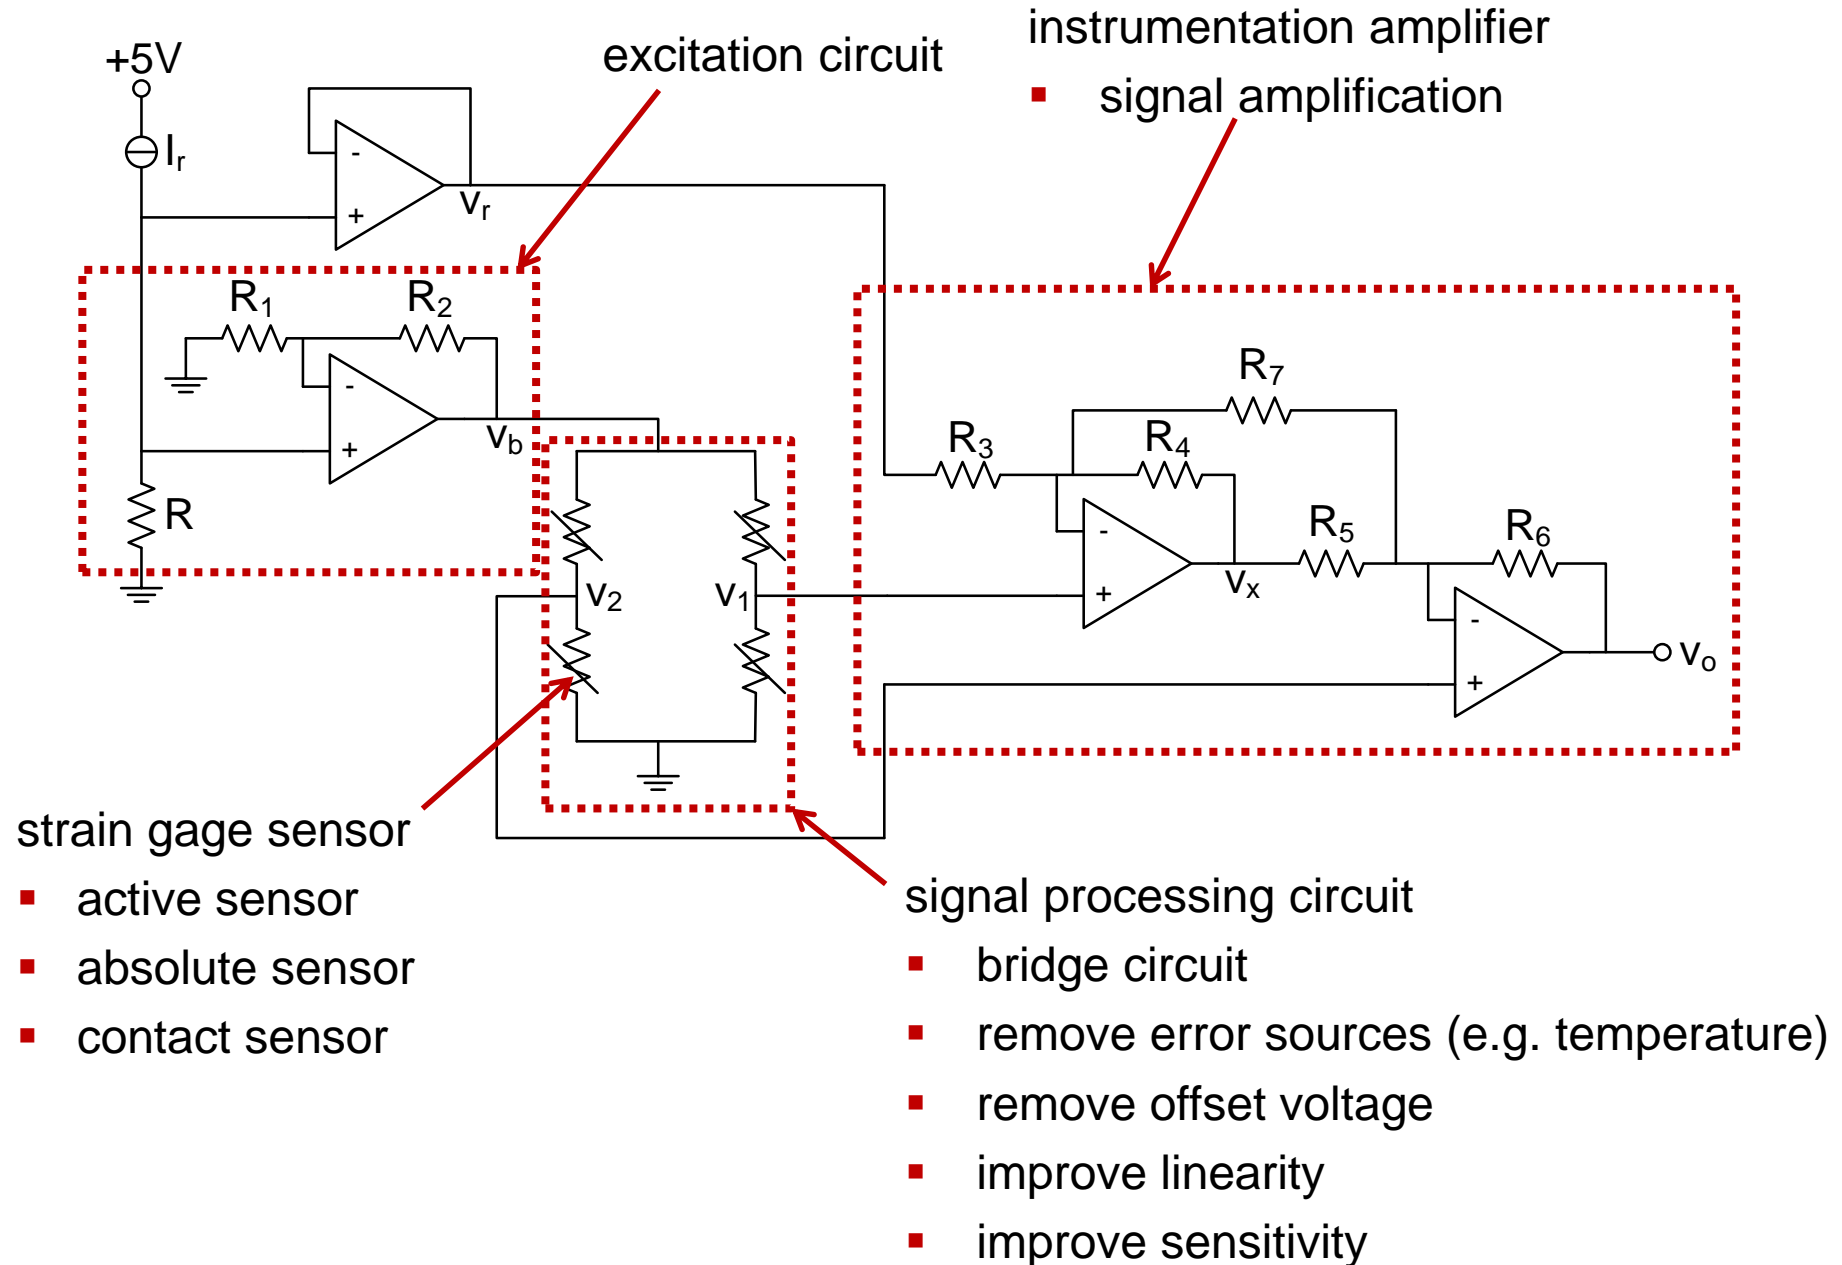 instrumentation amplifier
▪ signal amplification
excitation circuit
+5V
Ir
-
+
vr
R1
R2
-
+
vb
R
v2
v1
R3
R7
R4
-
+
vx
R5
R6
-
+
vo
strain gage sensor
▪ active sensor
▪ absolute sensor
▪ contact sensor
signal processing circuit
▪ bridge circuit
▪ remove error sources (e.g. temperature)
▪ remove offset voltage
▪ improve linearity
▪ improve sensitivity